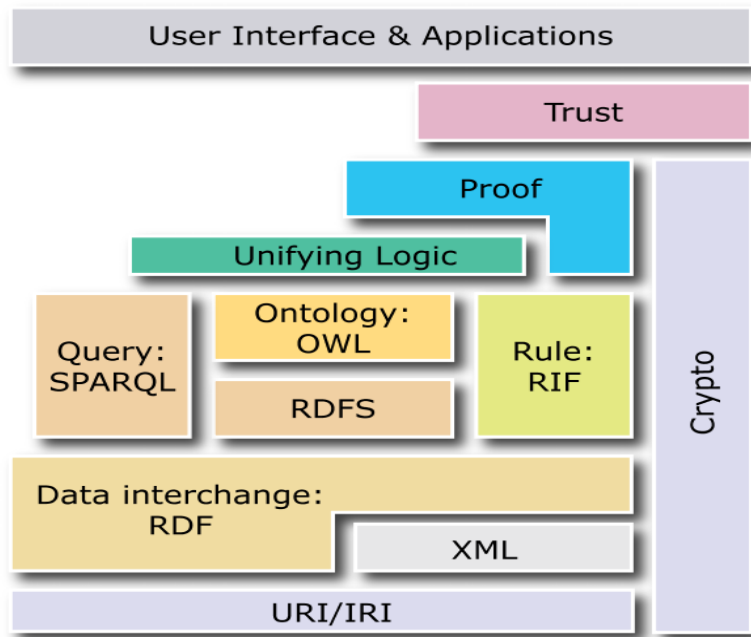 User Interface & Applications
Trust
Proof
Unifying Logic
Query:
SPARQL
Ontology:
OWL
RDFS
Rule:
RIF
Crypto
Data interchange:
RDF
XML
URI/IRI